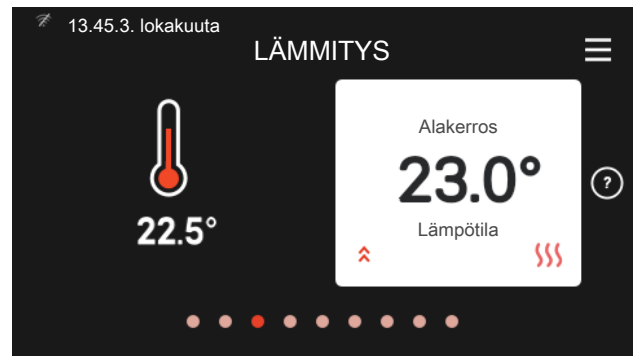 13.45.3. lokakuuta
LÄMMITYS
Alakerros
23.0°
Lämpötila
22.5°
?